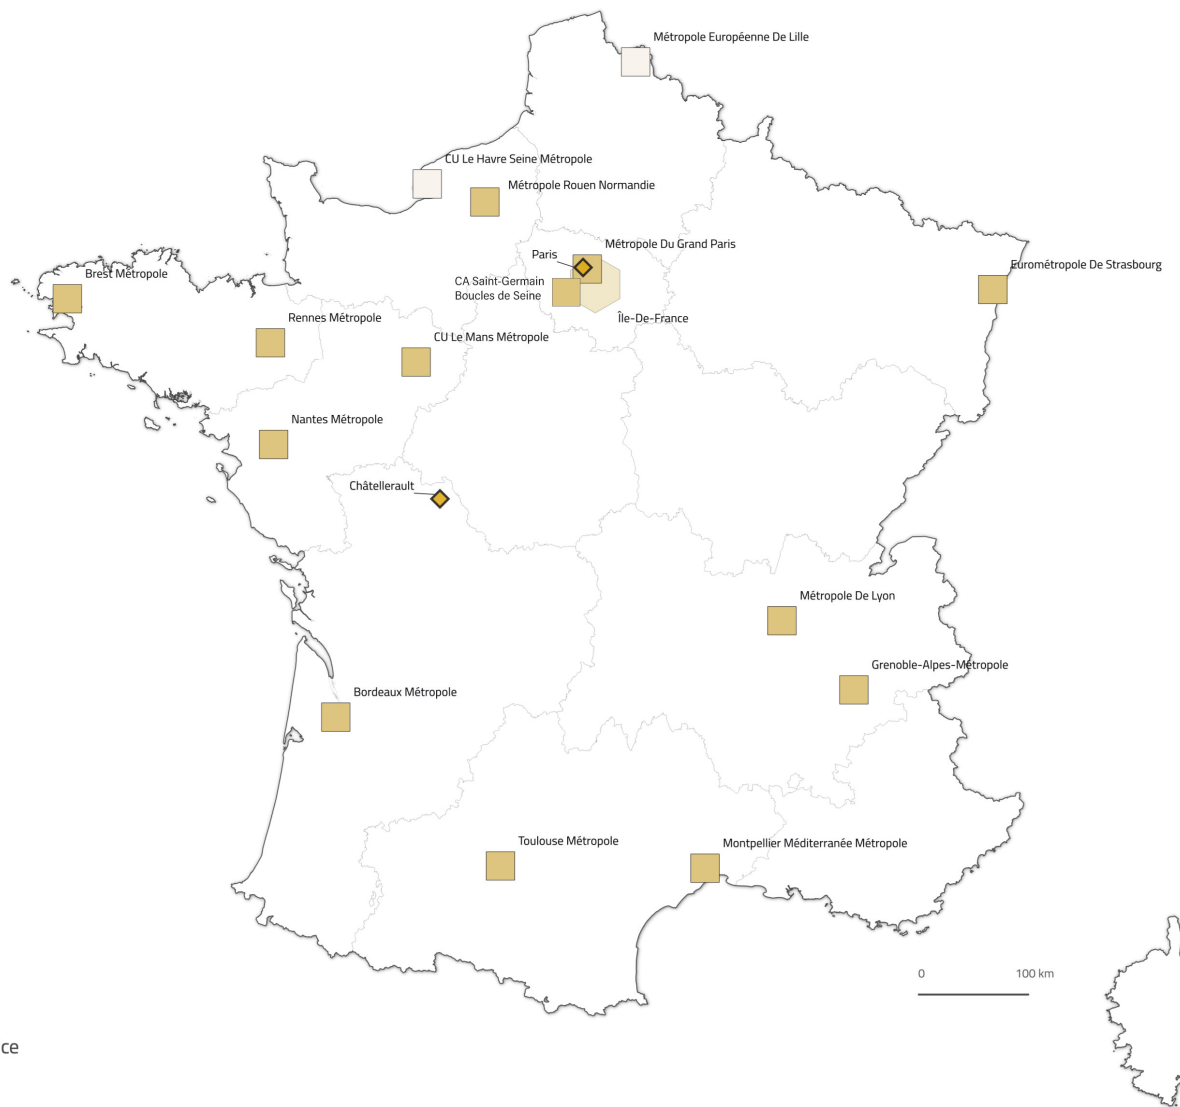 Métropole Européenne De Lille
CU Le Havre Seine Métropole
Métropole Rouen Normandie
Métropole Du Grand Paris
Paris
Eurométropole De Strasbourg
Brest Métropole
CA Saint-Germain
Boucles de Seine
Île-De-France
Rennes Métropole
CU Le Mans Métropole
Nantes Métropole
Châtellerault
Métropole De Lyon
Grenoble-Alpes-Métropole
Bordeaux Métropole
Toulouse Métropole
Montpellier Méditerranée Métropole
0 100 km
ce